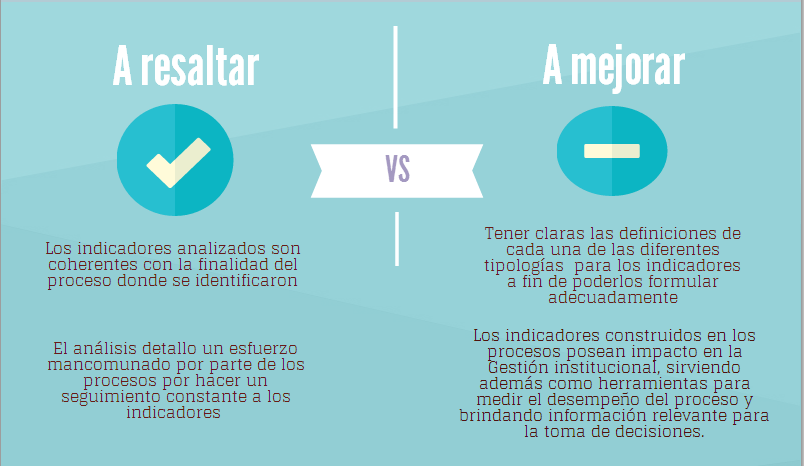 A resaltar
Los indicadores analizados son
coherentes con la finalidad del
proceso donde se identificaron
El análisis detallo un esfuerzo
mancomunado por parte de los
procesos por hacer un
seguimiento constante a los
indicadores
VS
A mejorar
Tener claras las definiciones de
cada una de las diferentes
tipologías para los indicadores
a fin de poderlos formular
adecuadamente
Los indicadores construidos en los
procesos posean impacto en la
Gestión institucional, sirviendo
además como herramientas para
medir el desempeño del proceso y
brindando información relevante para
la toma de decisiones.